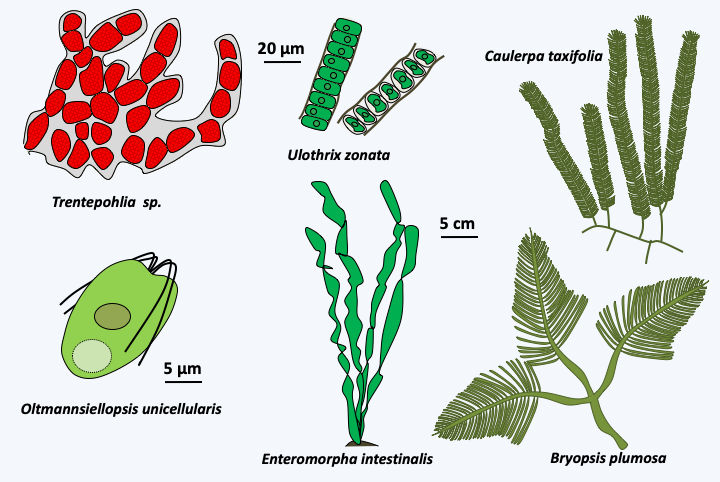 20 µm
Caulerpa taxifolia
Ulothrix zonata
Trentepohlia sp.
5 cm
5 µm
Oltmannsiellopsis unicellularis
Enteromorpha intestinalis
Bryopsis plumosa